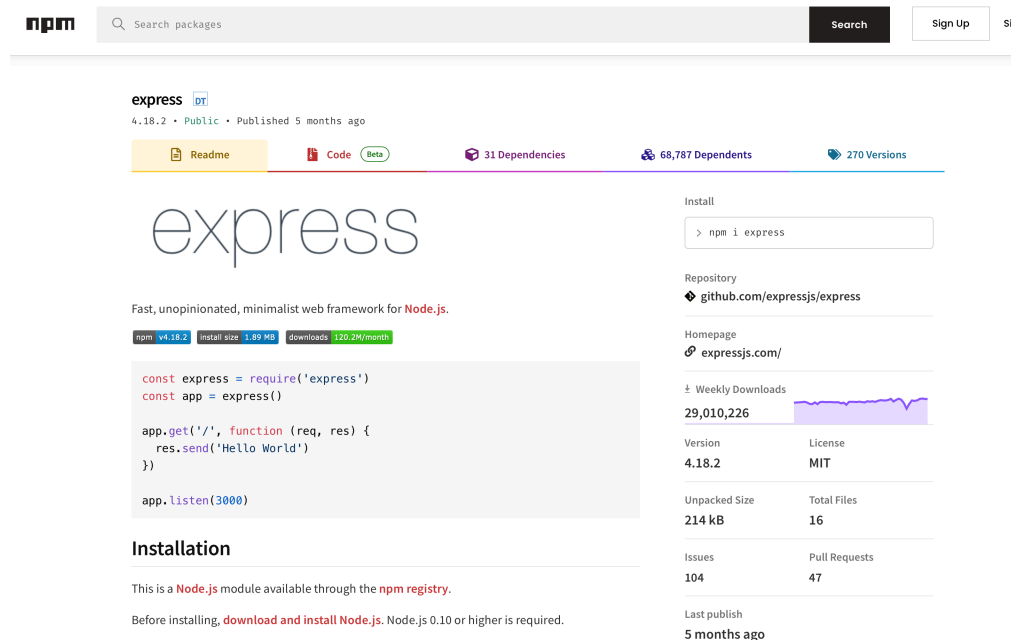 npm
Search packages
Search
Sign Up
Si
express DT
4.18.2 • Public • Published 5 months ago
Readme
Code Beta
31 Dependencies
68,787 Dependents
270 Versions
express
Fast, unopinionated, minimalist web framework for Node.js.
npm v4.18.2 install size 1.89 MB downloads 120.2M/month
const express = require('express')
const app = express()
app.get('/', function (req, res) {
  res.send('Hello World')
})
app.listen(3000)
Installation
This is a Node.js module available through the npm registry.
Before installing, download and install Node.js. Node.js 0.10 or higher is required.
Install
> npm i express
Repository
github.com/expressjs/express
Homepage
expressjs.com/
Weekly Downloads
29,010,226
Version License
4.18.2 MIT
Unpacked Size Total Files
214 kB 16
Issues Pull Requests
104 47
Last publish
5 months ago